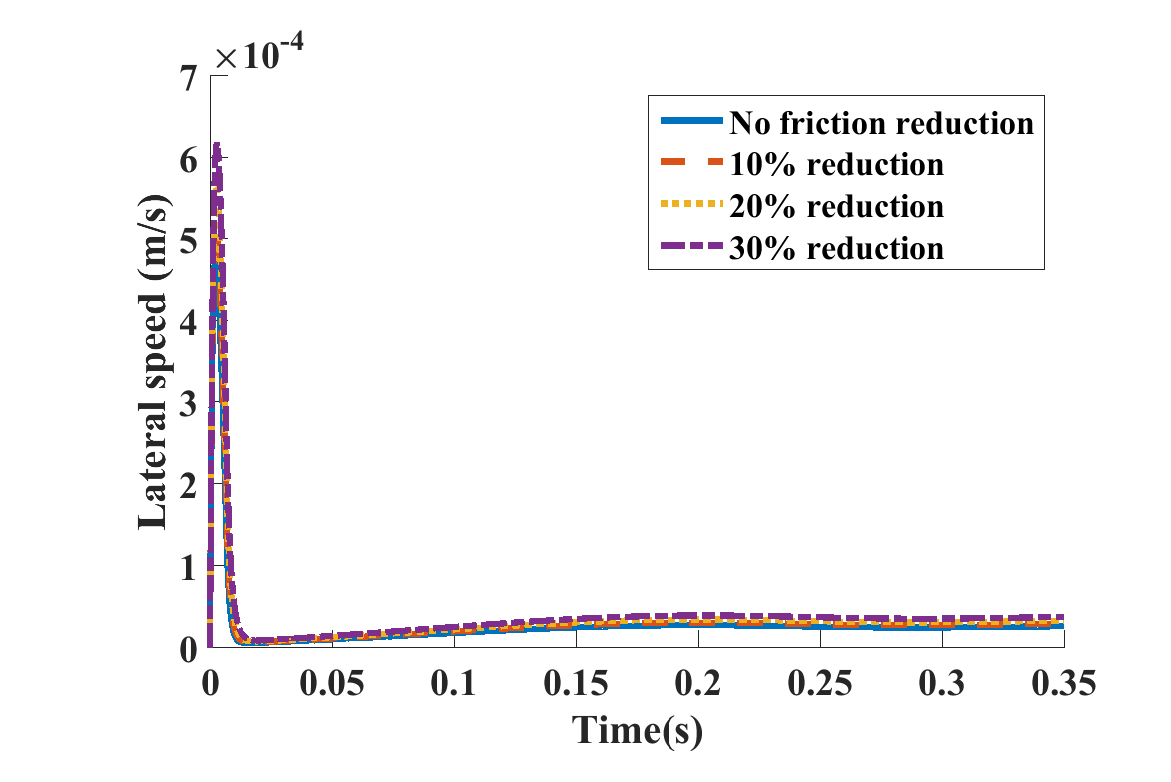 ×10-4
7
6
5
4
3
2
1
0
Lateral speed (m/s)
No friction reduction
10% reduction
20% reduction
30% reduction
0 0.05 0.1 0.15 0.2 0.25 0.3 0.35
Time(s)